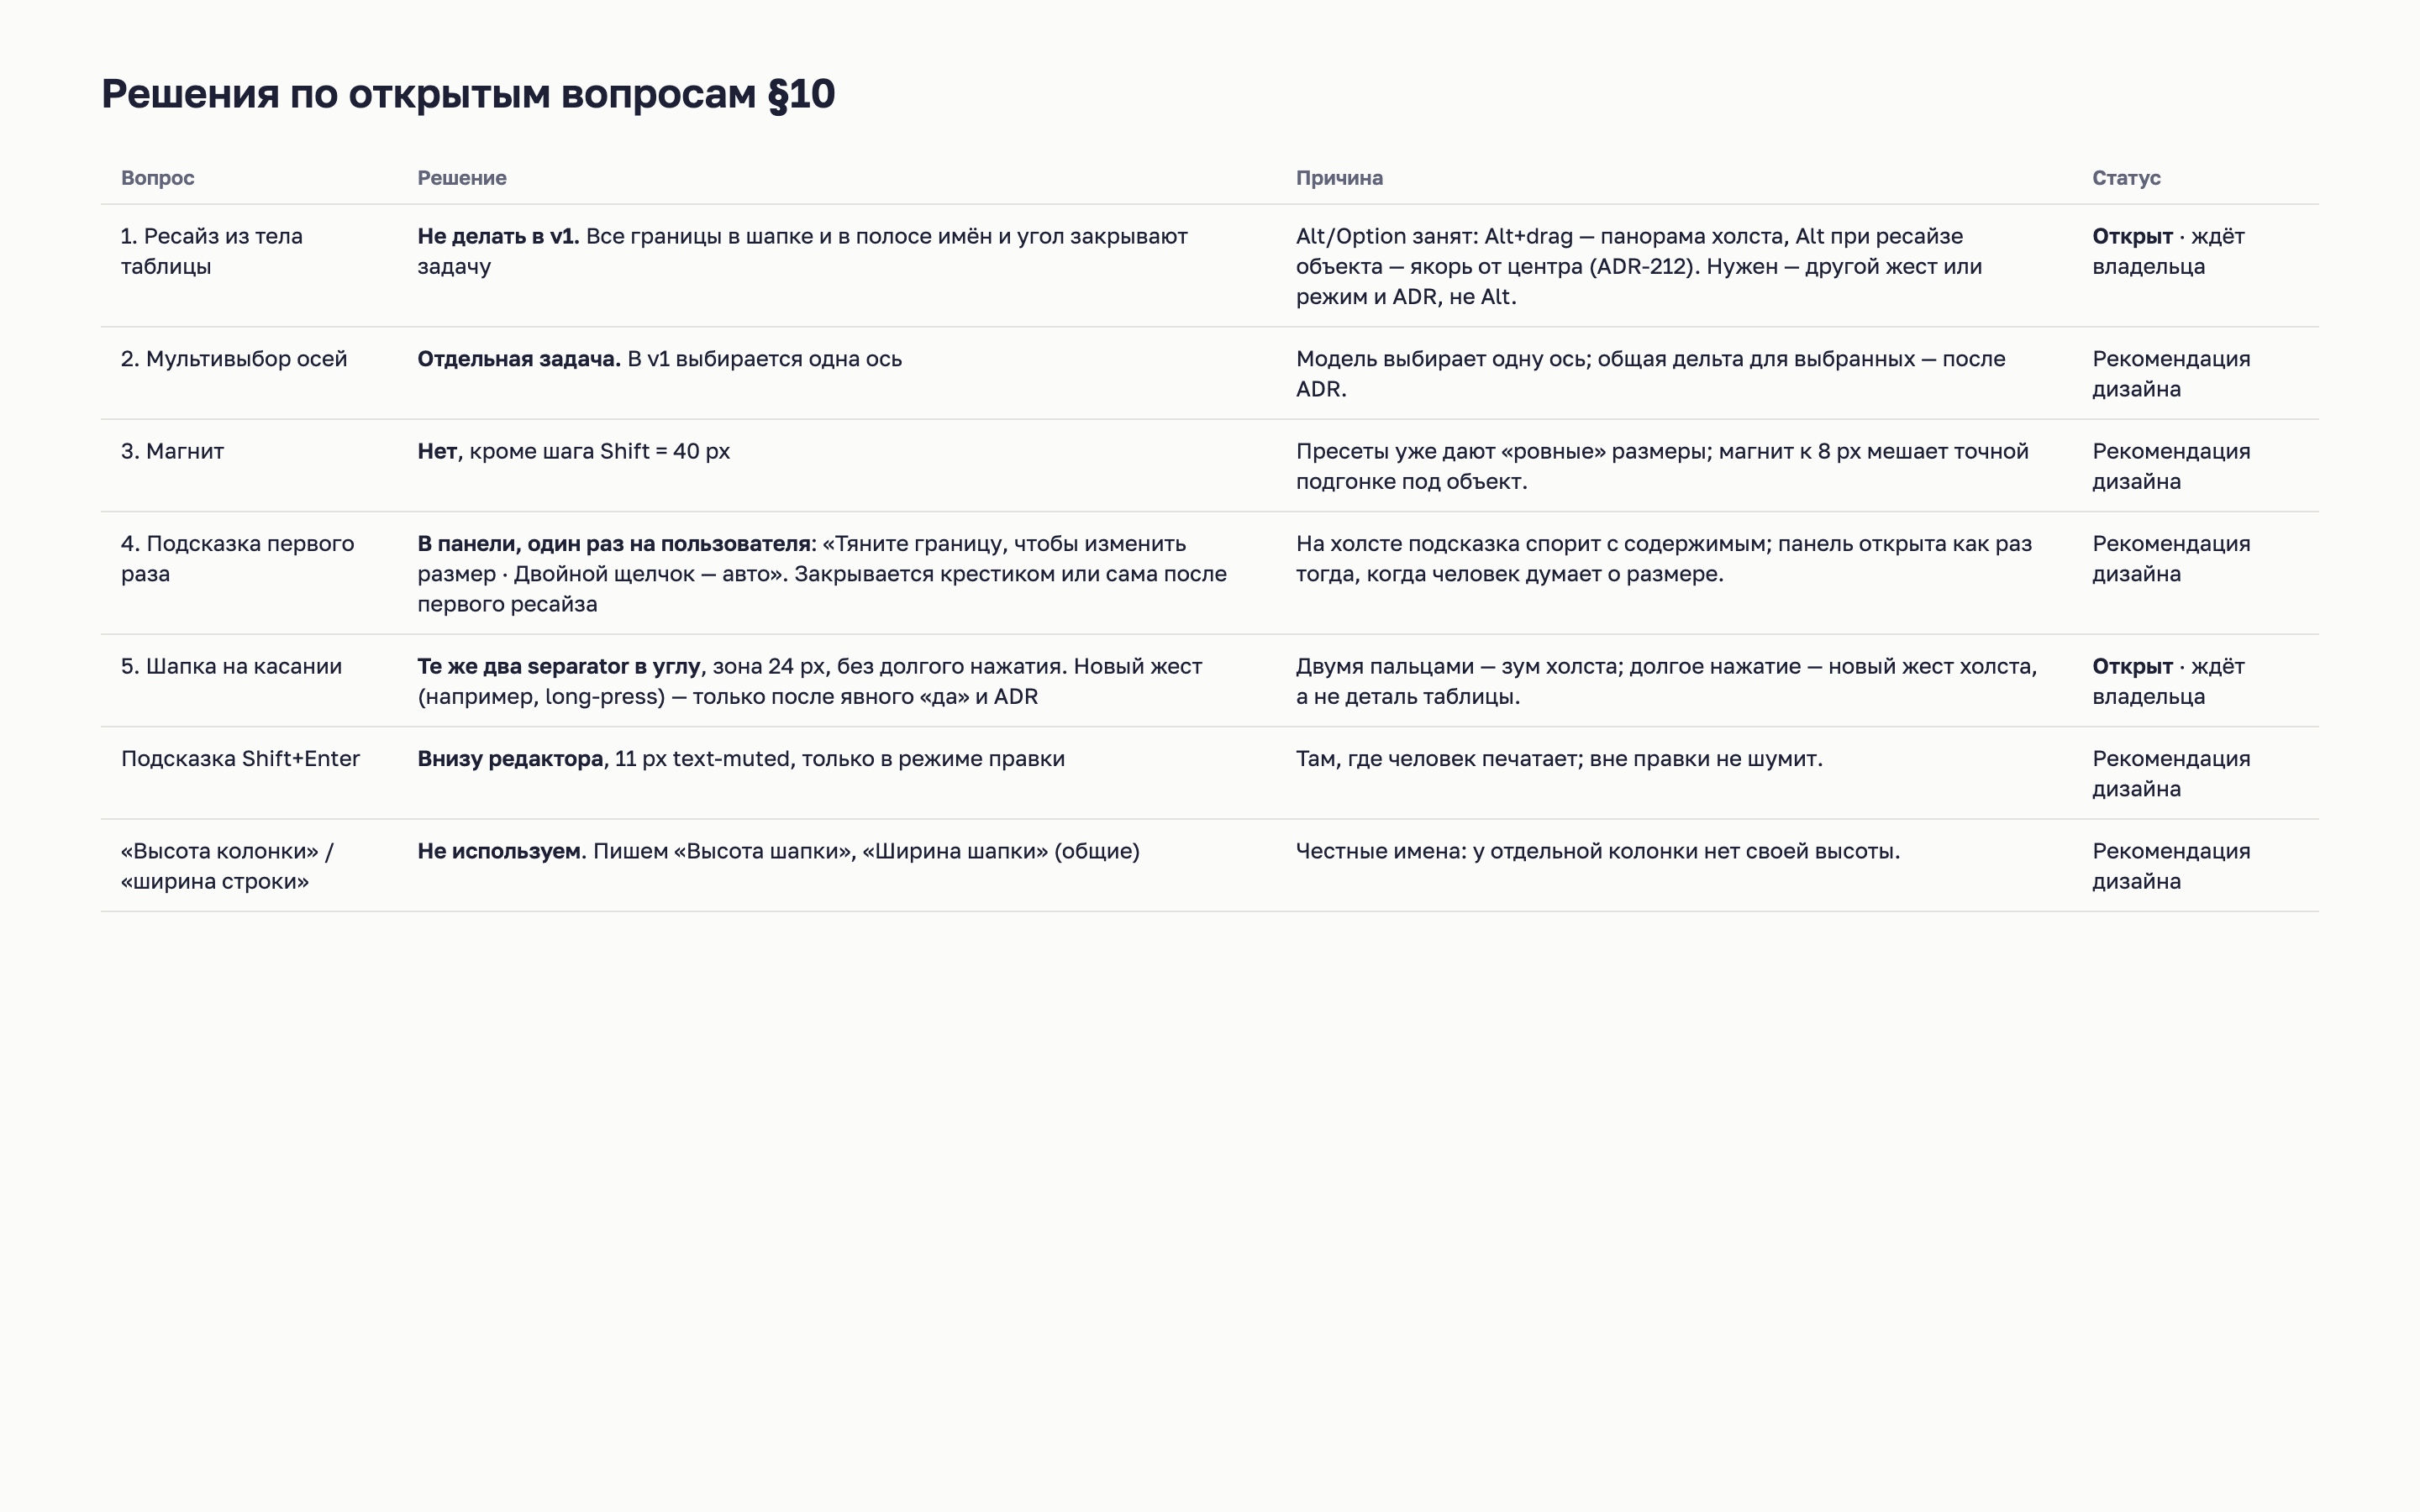 Решения по открытым вопросам §10
Вопрос
Решение
Причина
Статус
1. Ресайз из тела
таблицы
Не делать в v1. Все границы в шапке и в полосе имён и угол закрывают
задачу
Alt/Option занят: Alt+drag — панорама холста, Alt при ресайзе
объекта — якорь от центра (ADR-212). Нужен — другой жест или
режим и ADR, не Alt.
Открыт · ждёт
владельца
2. Мультивыбор осей
Отдельная задача. В v1 выбирается одна ось
Модель выбирает одну ось; общая дельта для выбранных — после
ADR.
Рекомендация
дизайна
3. Магнит
Нет, кроме шага Shift = 40 px
Пресеты уже дают «ровные» размеры; магнит к 8 px мешает точной
подгонке под объект.
Рекомендация
дизайна
4. Подсказка первого
раза
В панели, один раз на пользователя: «Тяните границу, чтобы изменить
размер · Двойной щелчок — авто». Закрывается крестиком или сама после
первого ресайза
На холсте подсказка спорит с содержимым; панель открыта как раз
тогда, когда человек думает о размере.
Рекомендация
дизайна
5. Шапка на касании
Те же два separator в углу, зона 24 px, без долгого нажатия. Новый жест
(например, long-press) — только после явного «да» и ADR
Двумя пальцами — зум холста; долгое нажатие — новый жест холста,
а не деталь таблицы.
Открыт · ждёт
владельца
Подсказка Shift+Enter
Внизу редактора, 11 px text-muted, только в режиме правки
Там, где человек печатает; вне правки не шумит.
Рекомендация
дизайна
«Высота колонки» /
«ширина строки»
Не используем. Пишем «Высота шапки», «Ширина шапки» (общие)
Честные имена: у отдельной колонки нет своей высоты.
Рекомендация
дизайна